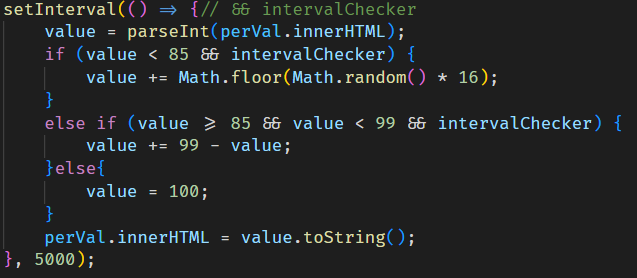 setInterval(() => {// && intervalChecker
    value = parseInt(perVal.innerHTML);
    if (value < 85 && intervalChecker) {
        value += Math.floor(Math.random() * 16);
    }
    else if (value >= 85 && value < 99 && intervalChecker) {
        value += 99 - value;
    }else{
        value = 100;
    }
    perVal.innerHTML = value.toString();
}, 5000);